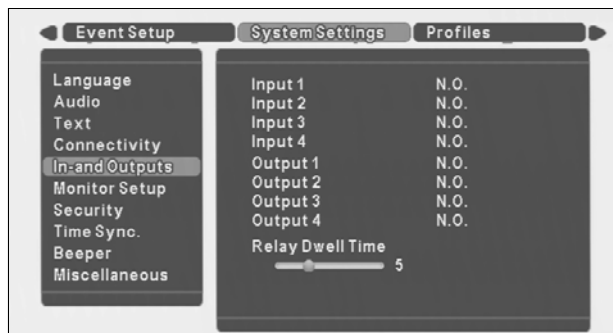 Event Setup System Settings Profiles
Language
Audio
Text
Connectivity
In-and Outputs
Monitor Setup
Security
Time Sync.
Beeper
Miscellaneous
Input 1 N.O.
Input 2 N.O.
Input 3 N.O.
Input 4 N.O.
Output 1 N.O.
Output 2 N.O.
Output 3 N.O.
Output 4 N.O.
Relay Dwell Time
5